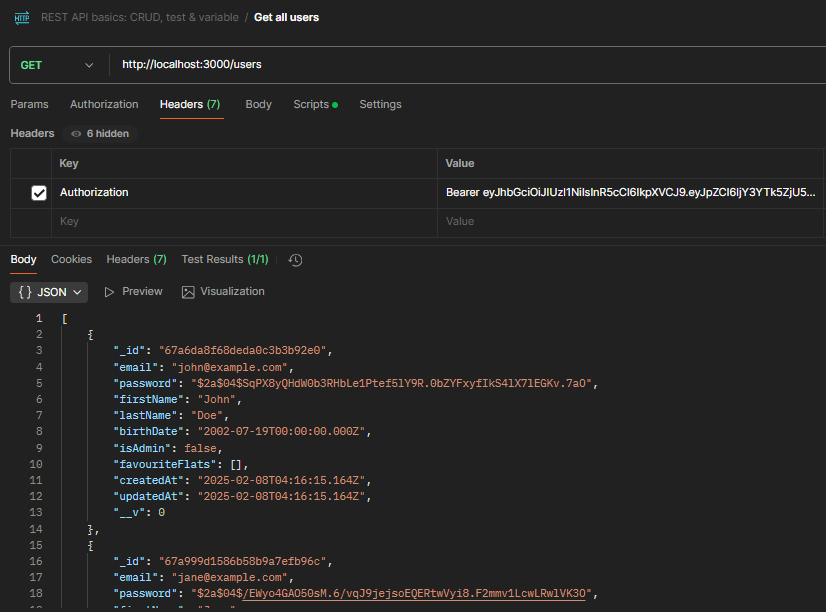 HTTP REST API basics: CRUD, test & variable / Get all users
GET http://localhost:3000/users
Params Authorization Headers (7) Body Scripts Settings
Headers 6 hidden
Key Value
Authorization Bearer eyJhbGciOiJIUzI1NiIsInR5cCI6IkpXVCJ9.eyJpZCI6IjY3YTk5ZjU5...
Key Value
Body Cookies Headers (7) Test Results (1/1)
{} JSON Preview Visualization
1 [
2 {
3 "_id": "67a6da8f68deda0c3b3b92e0",
4 "email": "john@example.com",
5 "password": "$2a$04$SqPX8yQHdW0b3RHbLe1Ptef5lY9R.0bZYFxyfIkS4lX7lEGKv.7aO",
6 "firstName": "John",
7 "lastName": "Doe",
8 "birthDate": "2002-07-19T00:00:00.000Z",
9 "isAdmin": false,
10 "favouriteFlats": [],
11 "createdAt": "2025-02-08T04:16:15.164Z",
12 "updatedAt": "2025-02-08T04:16:15.164Z",
13 "__v": 0
14 },
15 {
16 "_id": "67a999d1586b58b9a7efb96c",
17 "email": "jane@example.com",
18 "password": "$2a$04$/EWyo4GAO50sM.6/vqJ9jejsoEQERtwVyi8.F2mmv1LcwLRwlVK3O",